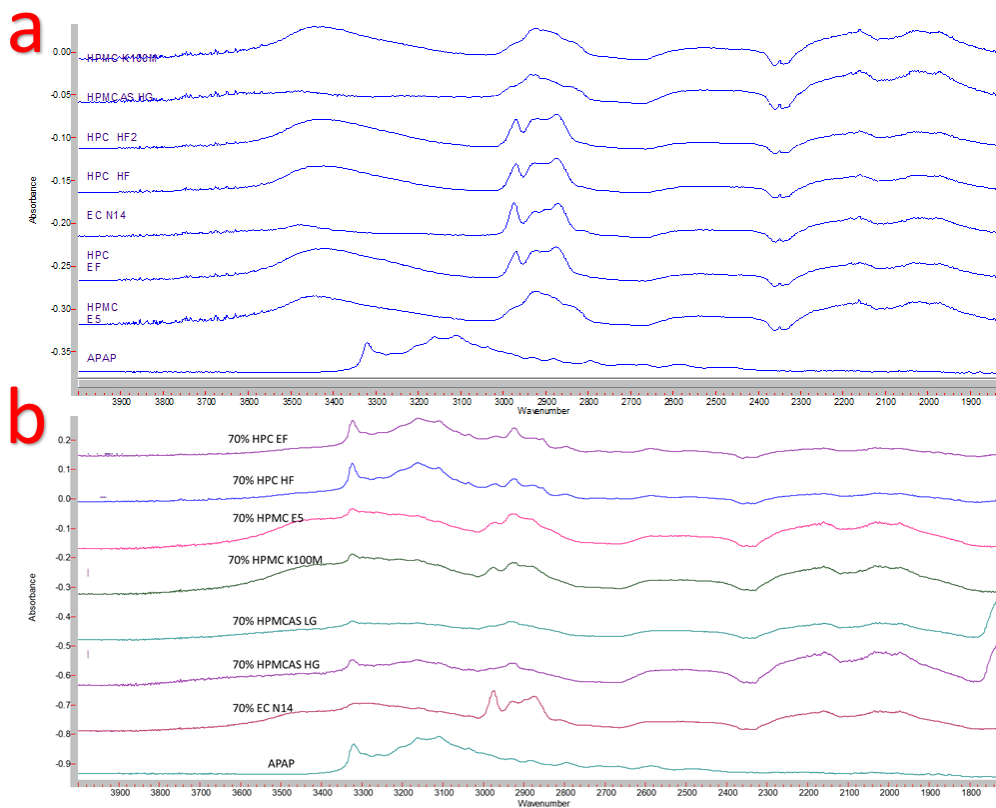 a
0.00
HPMC K100M
-0.05
HPMCAS HG
-0.10
HPC HF2
-0.15
HPC HF
Absorbance
-0.20
EC N14
-0.25
HPC
EF
-0.30
HPMC
E5
-0.35
APAP
3900 3800 3700 3600 3500 3400 3300 3200 3100 3000 2900 2800 2700 2600 2500 2400 2300 2200 2100 2000 1900
Wavenumber
b
0.2
70% HPC EF
0.1
70% HPC HF
0.0
-0.1
70% HPMC E5
-0.2
70% HPMC K100M
-0.3
Absorbance
-0.4
70% HPMCAS LG
-0.5
-0.6
70% HPMCAS HG
-0.7
70% EC N14
-0.8
APAP
-0.9
3900 3800 3700 3600 3500 3400 3300 3200 3100 3000 2900 2800 2700 2600 2500 2400 2300 2200 2100 2000 1900 1800
Wavenumber